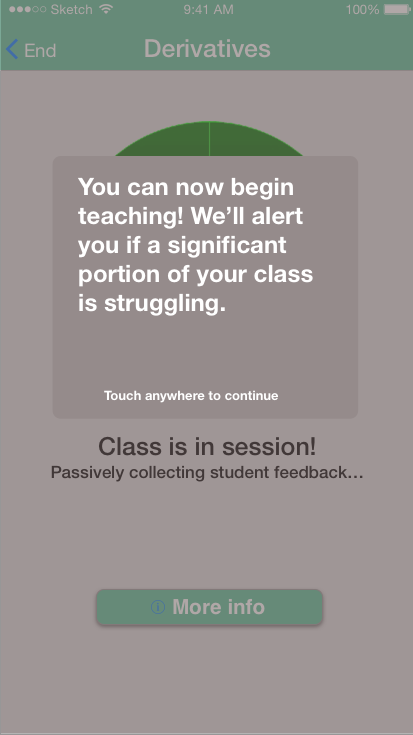 Sketch 9:41 AM 100%
End Derivatives
You can now begin
teaching! We’ll alert
you if a significant
portion of your class
is struggling.
Touch anywhere to continue
Class is in session!
Passively collecting student feedback...
More info